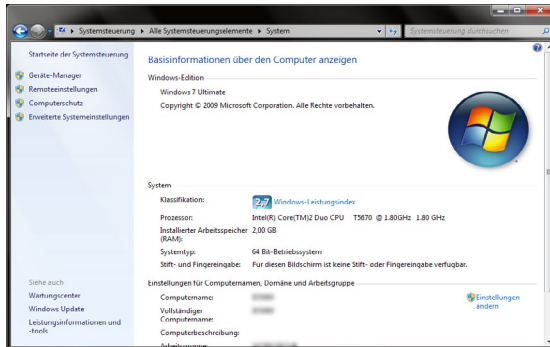 Systemsteuerung Alle Systemsteuerungselemente System
Systemsteuerung durchsuchen
Startseite der Systemsteuerung
Geräte-Manager
Remoteeinstellungen
Computerschutz
Erweiterte Systemeinstellungen
Siehe auch
Wartungscenter
Windows Update
Leistungsinformationen und
-tools
Basisinformationen über den Computer anzeigen
Windows-Edition
Windows 7 Ultimate
Copyright © 2009 Microsoft Corporation. Alle Rechte vorbehalten.
System
Klassifikation: 2,7 Windows-Leistungsindex
Prozessor: Intel(R) Core(TM)2 Duo CPU T5670 @ 1.80GHz 1.80 GHz
Installierter Arbeitsspeicher 2,00 GB
(RAM):
Systemtyp: 64 Bit-Betriebssystem
Stift- und Fingereingabe: Für diesen Bildschirm ist keine Stift- oder Fingereingabe verfügbar.
Einstellungen für Computernamen, Domäne und Arbeitsgruppe
Computername:
Einstellungen
ändern
Vollständiger
Computername:
Computerbeschreibung:
Arbeitsgruppe: